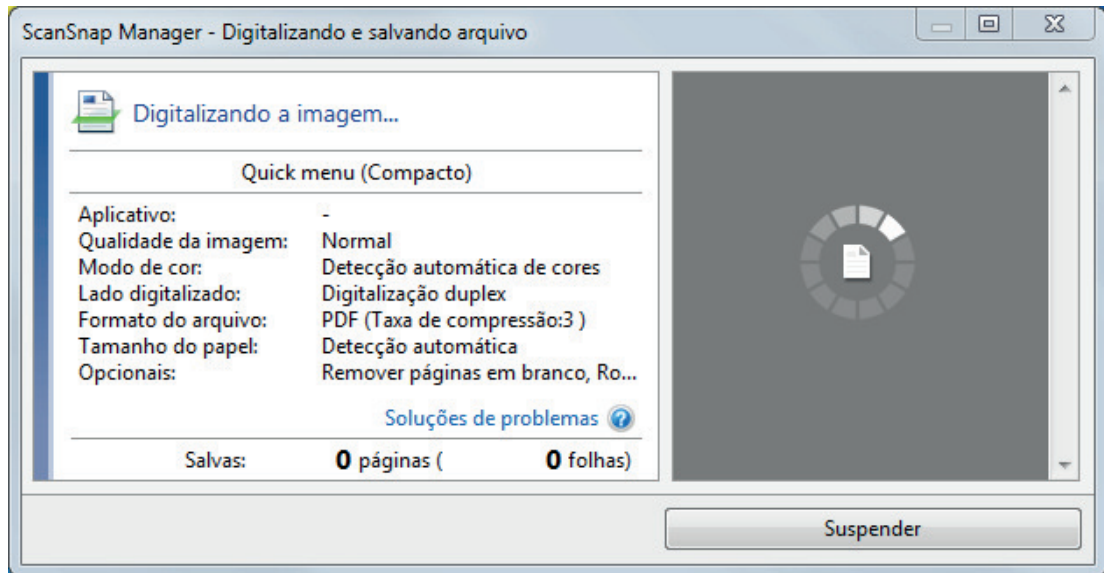 ScanSnap Manager - Digitalizando e salvando arquivo
Digitalizando a imagem...
Quick menu (Compacto)
Aplicativo: -
Qualidade da imagem: Normal
Modo de cor: Detecção automática de cores
Lado digitalizado: Digitalização duplex
Formato do arquivo: PDF (Taxa de compressão:3 )
Tamanho do papel: Detecção automática
Opcionais: Remover páginas em branco, Ro...
Soluções de problemas ?
Salvas: 0 páginas ( 0 folhas)
Suspender